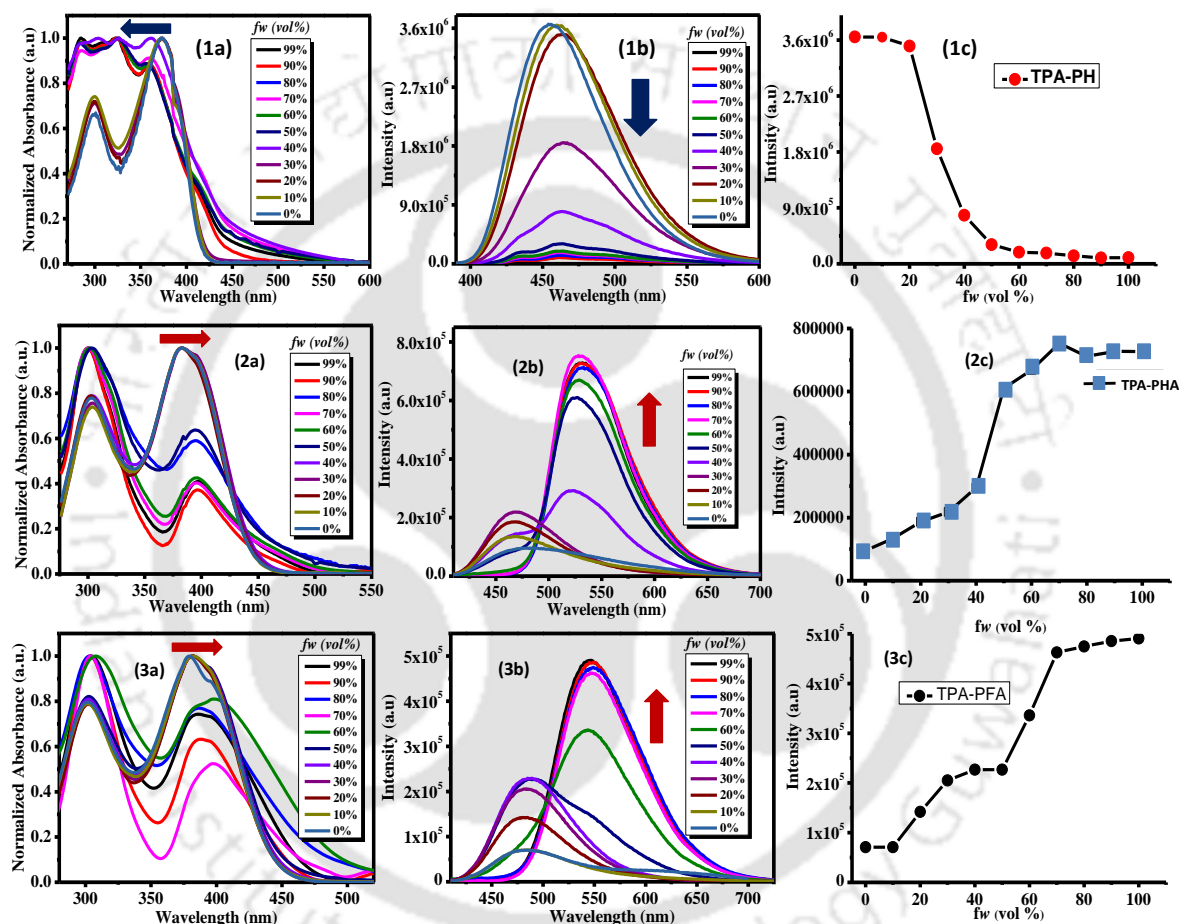 (1a)
fw (vol%)
99%
90%
80%
70%
60%
50%
40%
30%
20%
10%
0%
1.0
0.8
0.6
0.4
0.2
0.0
Normalized Absorbance (a.u)
300 350 400 450 500 550 600
Wavelength (nm)
(1b)
fw (vol%)
99%
90%
80%
70%
60%
50%
40%
30%
20%
10%
0%
3.6x10⁶
2.7x10⁶
1.8x10⁶
9.0x10⁵
0.0
Intensity (a.u)
400 450 500 550 600
Wavelength (nm)
(1c)
TPA-PH
3.6x10⁶
2.7x10⁶
1.8x10⁶
9.0x10⁵
0.0
Intnsity (a.u)
0 20 40 60 80 100
fw (vol %)
(2a)
fw (vol%)
99%
90%
80%
70%
60%
50%
40%
30%
20%
10%
0%
1.0
0.8
0.6
0.4
0.2
0.0
Normalized Absorbance (a.u.)
300 350 400 450 500 550
Wavelength (nm)
(2b)
fw (vol%)
99%
90%
80%
70%
60%
50%
40%
30%
20%
10%
0%
8.0x10⁵
6.0x10⁵
4.0x10⁵
2.0x10⁵
0.0
Intensity (a.u)
400 450 500 550 600 650 700
Wavelength (nm)
(2c)
TPA-PHA
800000
600000
400000
200000
0
Intensity (a.u)
0 20 40 60 80 100
fw (vol %)
(3a)
fw (vol%)
99%
90%
80%
70%
60%
50%
40%
30%
20%
10%
0%
1.0
0.8
0.6
0.4
0.2
0.0
Normalized Absorbance (a.u.)
300 350 400 450 500
Wavelength (nm)
(3b)
fw (vol%)
99%
90%
80%
70%
60%
50%
40%
30%
20%
10%
0%
5x10⁵
4x10⁵
3x10⁵
2x10⁵
1x10⁵
0
Intensity (a.u)
450 500 550 600 650 700
Wavelength (nm)
(3c)
TPA-PFA
5x10⁵
4x10⁵
3x10⁵
2x10⁵
1x10⁵
0
Intnsity (a.u)
0 20 40 60 80 100
fw (vol %)